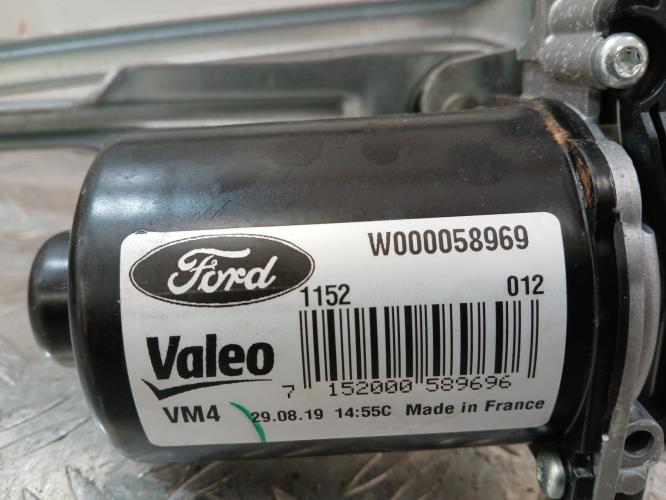 Ford
W000058969
1152 012
Valeo
7 152000 589696
VM4 29.08.19 14:55C Made in France